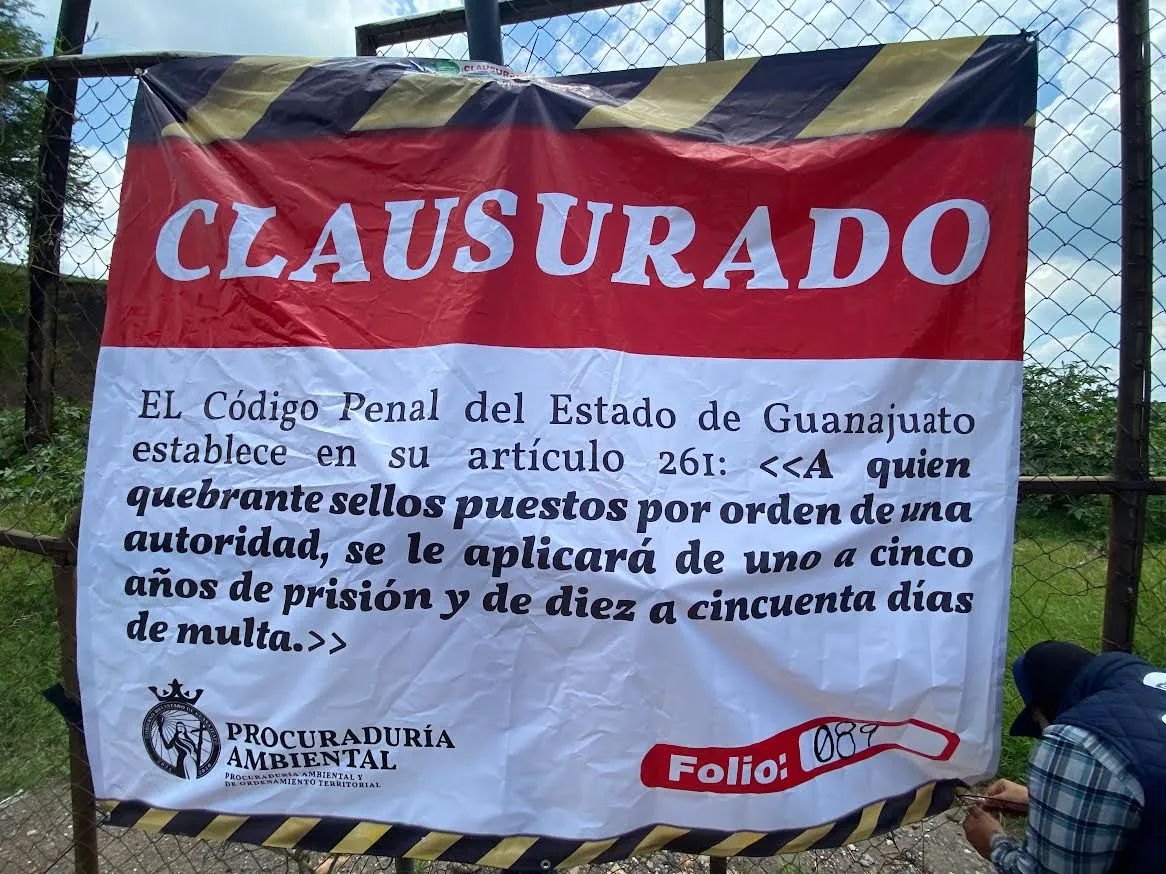 CLAUSURADO
EL Código Penal del Estado de Guanajuato
establece en su artículo 261: <<A quien
quebrante sellos puestos por orden de una
autoridad, se le aplicará de uno a cinco
años de prisión y de diez a cincuenta días
de multa.>>
PROCURADURÍA
AMBIENTAL
PROCURADURÍA AMBIENTAL Y
DE ORDENAMIENTO TERRITORIAL
Folio: 089